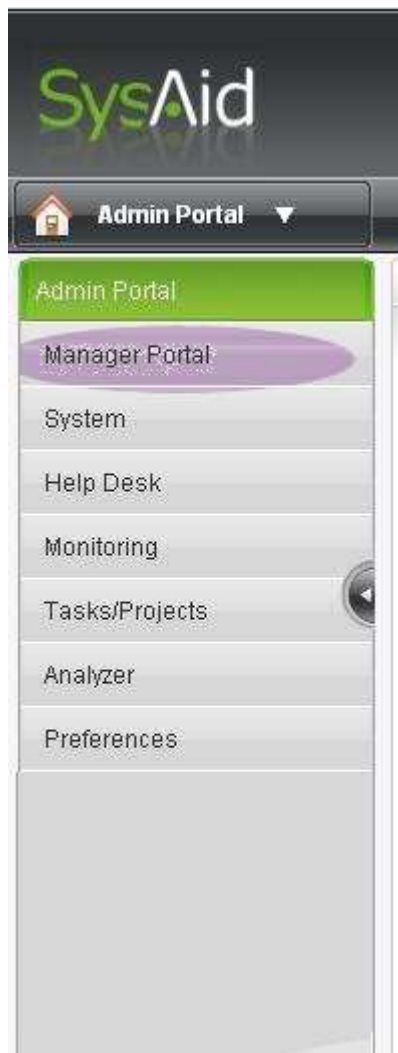 SysAid
Admin Portal
Admin Portal
Manager Portal
System
Help Desk
Monitoring
Tasks/Projects
Analyzer
Preferences